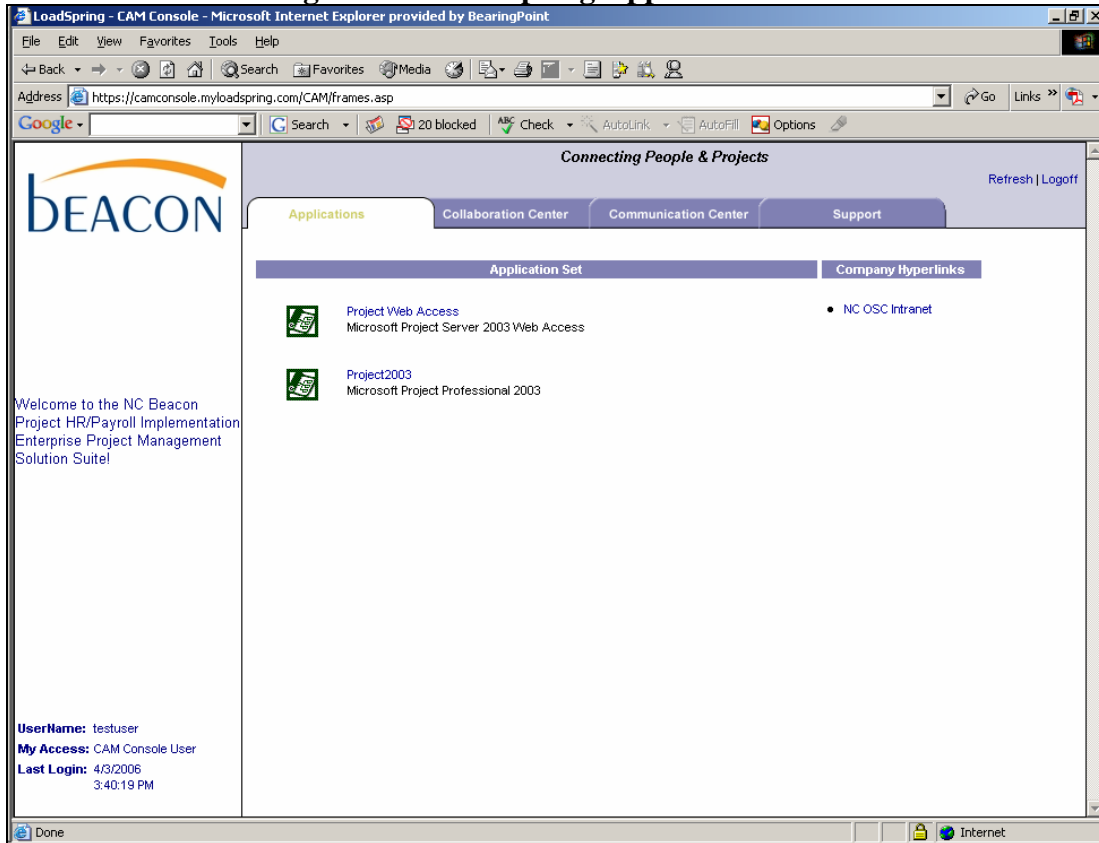 LoadSpring - CAM Console - Microsoft Internet Explorer provided by BearingPoint
File Edit View Favorites Tools Help
Back Search Favorites Media
Address https://camconsole.myloadspring.com/CAM/frames.asp Go Links »
Google Search 20 blocked ABC Check AutoLink AutoFill Options
beacon
Connecting People & Projects
Refresh | Logoff
Applications Collaboration Center Communication Center Support
Application Set Company Hyperlinks
Project Web Access
Microsoft Project Server 2003 Web Access
• NC OSC Intranet
Project2003
Microsoft Project Professional 2003
Welcome to the NC Beacon
Project HR/Payroll Implementation
Enterprise Project Management
Solution Suite!
UserName: testuser
My Access: CAM Console User
Last Login: 4/3/2006
3:40:19 PM
Done Internet